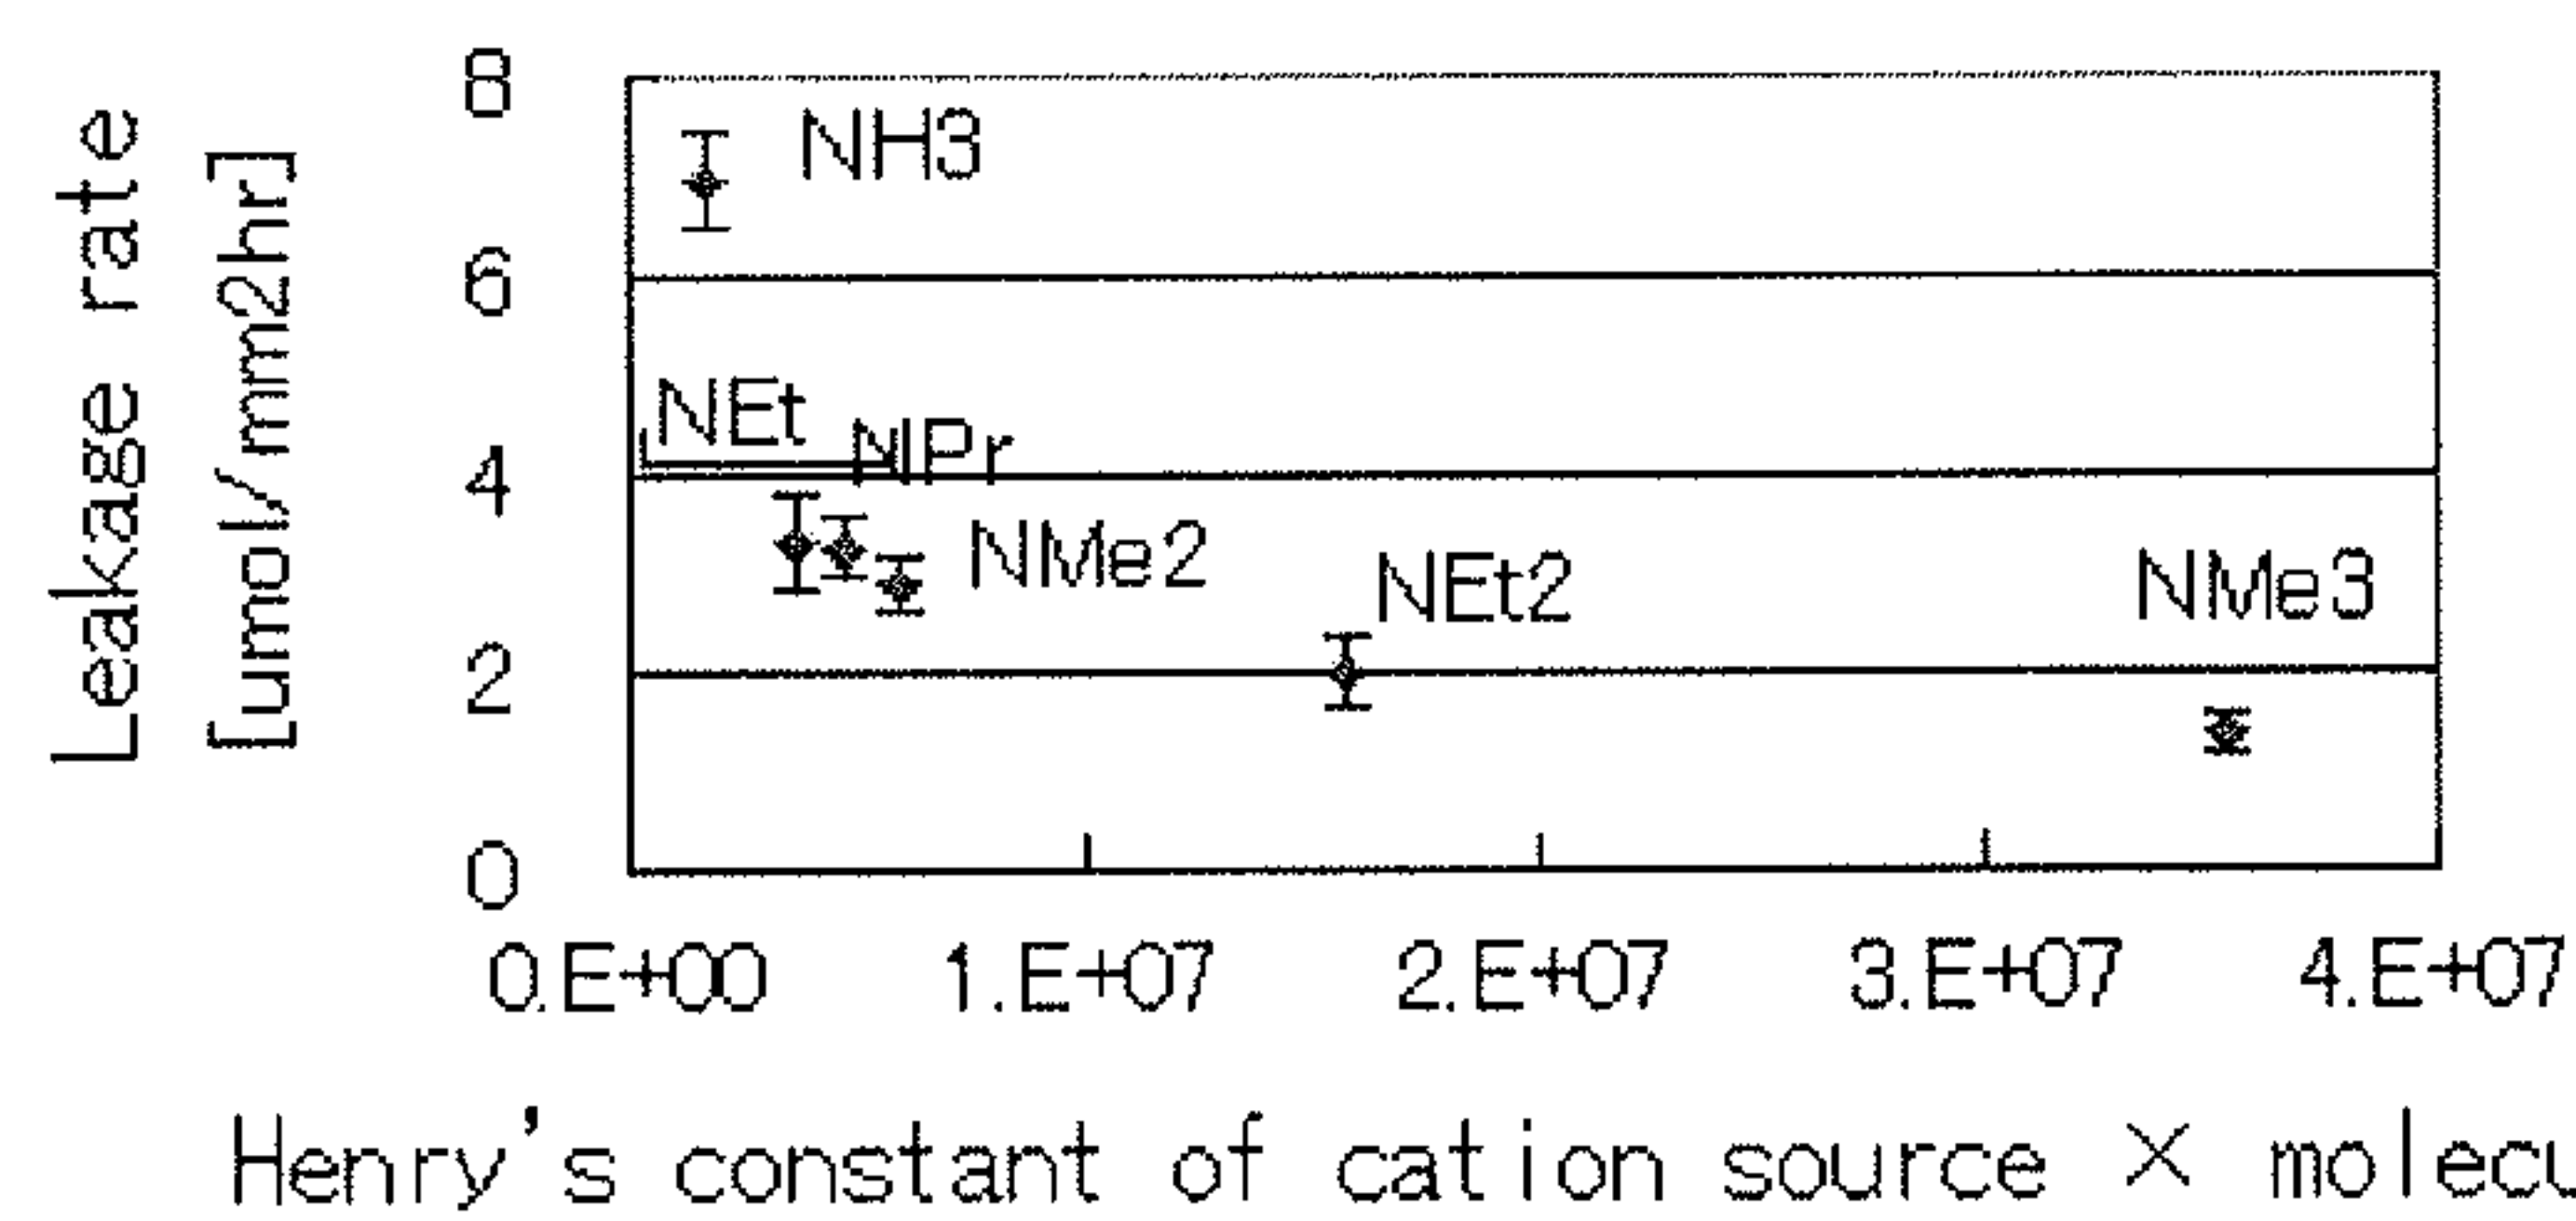 Leakage rate
[umol/mm2hr]
8
6
4
2
0
NH3
NEt
NIPr
NMe2
NEt2
NMe3
0.E+00 1.E+07 2.E+07 3.E+07 4.E+07
Henry's constant of cation source × molecu